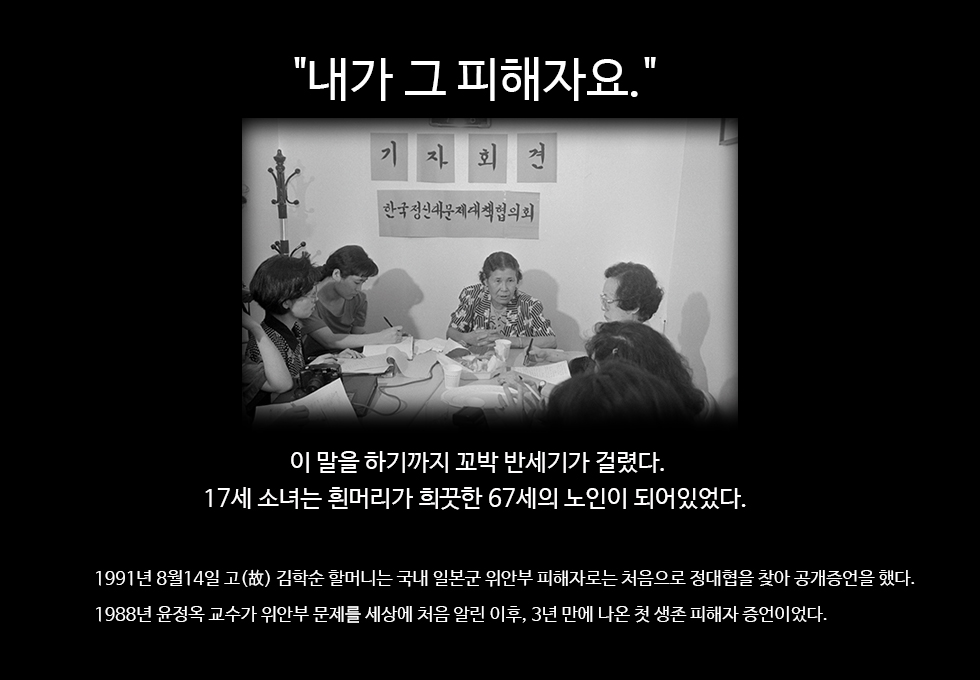 "내가 그 피해자요."
기자회견
한국정신대문제대책협의회
이 말을 하기까지 꼬박 반세기가 걸렸다.
17세 소녀는 흰머리가 희끗한 67세의 노인이 되어있었다.
1991년 8월14일 고(故) 김학순 할머니는 국내 일본군 위안부 피해자로는 처음으로 정대협을 찾아 공개증언을 했다.
1988년 윤정옥 교수가 위안부 문제를 세상에 처음 알린 이후, 3년 만에 나온 첫 생존 피해자 증언이었다.